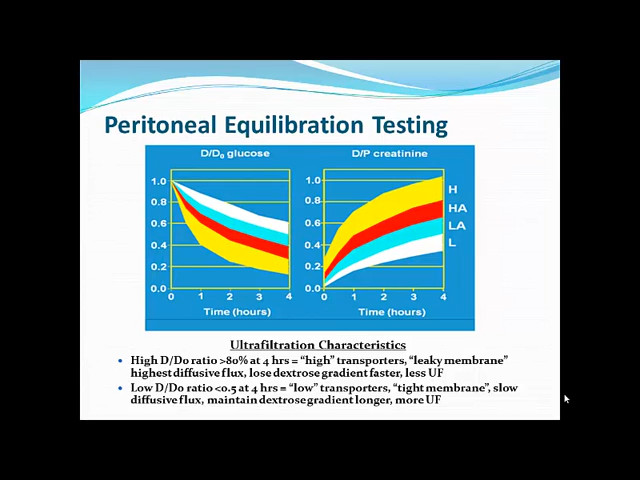 Peritoneal Equilibration Testing
D/D₀ glucose
D/P creatinine
1.0
0.8
0.6
0.4
0.2
0.0
0 1 2 3 4
Time (hours)
1.0
0.8
0.6
0.4
0.2
0.0
0 1 2 3 4
Time (hours)
H
HA
LA
L
Ultrafiltration Characteristics
• High D/Do ratio >80% at 4 hrs = “high” transporters, “leaky membrane”
highest diffusive flux, lose dextrose gradient faster, less UF
• Low D/Do ratio <0.5 at 4 hrs = “low” transporters, “tight membrane”, slow
diffusive flux, maintain dextrose gradient longer, more UF